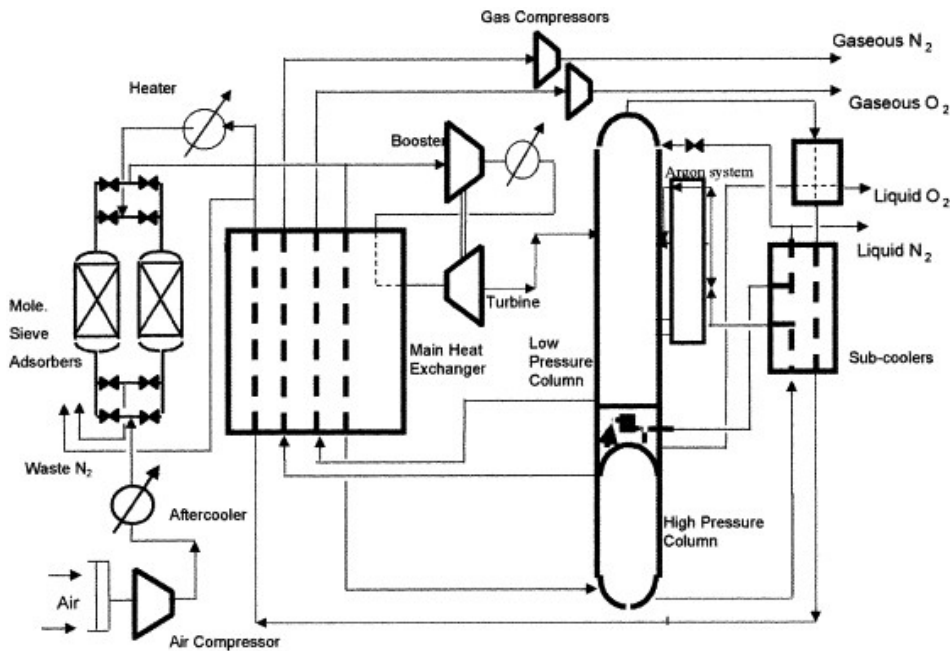 Gas Compressors
Gaseous N2
Heater
Gaseous O2
Booster
Argon system
Liquid O2
Liquid N2
Mole.
Sieve
Adsorbers
Turbine
Main Heat
Exchanger
Low
Pressure
Column
Sub-coolers
Waste N2
Aftercooler
High Pressure
Column
Air
Air Compressor